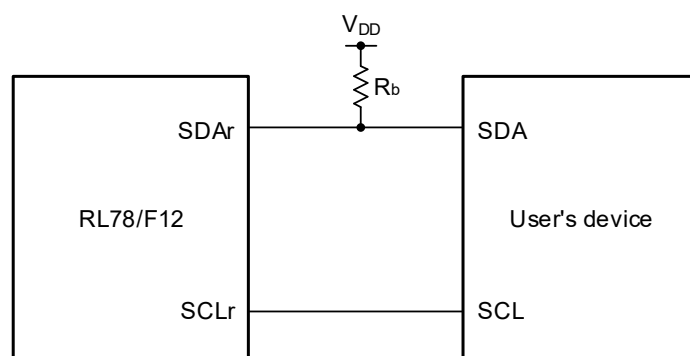 VDD
Rb
SDAr
SDA
RL78/F12
User's device
SCLr
SCL